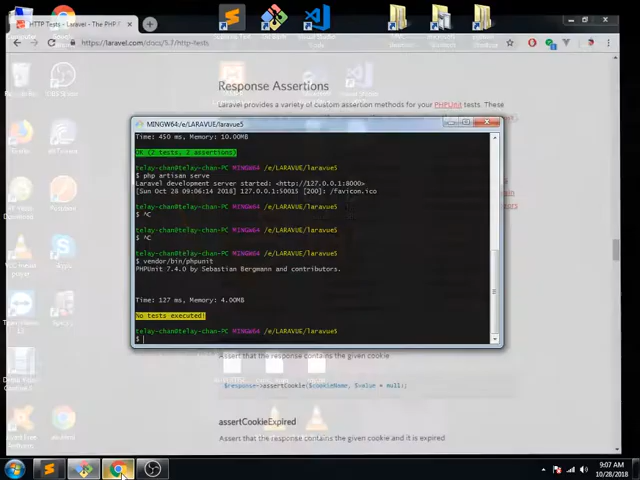 HTTP Tests - Laravel - The PHP
https://laravel.com/docs/5.7/http-tests
Response Assertions
Laravel provides a variety of custom assertion methods for your PHPUnit tests. These
MINGW64:/e/LARAVUE/laravue5
Time: 450 ms, Memory: 10.00MB
OK (2 tests, 2 assertions)
telay-chan@telay-chan-PC MINGW64 /e/LARAVUE/laravue5
$ php artisan serve
Laravel development server started: <http://127.0.0.1:8000>
[Sun Oct 28 09:06:14 2018] 127.0.0.1:50015 [200]: /favicon.ico
telay-chan@telay-chan-PC MINGW64 /e/LARAVUE/laravue5
$ ^C
telay-chan@telay-chan-PC MINGW64 /e/LARAVUE/laravue5
$ ^C
telay-chan@telay-chan-PC MINGW64 /e/LARAVUE/laravue5
$ vendor/bin/phpunit
PHPUnit 7.4.0 by Sebastian Bergmann and contributors.
Time: 127 ms, Memory: 4.00MB
No tests executed!
telay-chan@telay-chan-PC MINGW64 /e/LARAVUE/laravue5
$
Assert that the response contains the given cookie
$response->assertCookie($cookieName, $value = null);
assertCookieExpired
Assert that the response contains the given cookie and it is expired
9:07 AM
10/28/2018